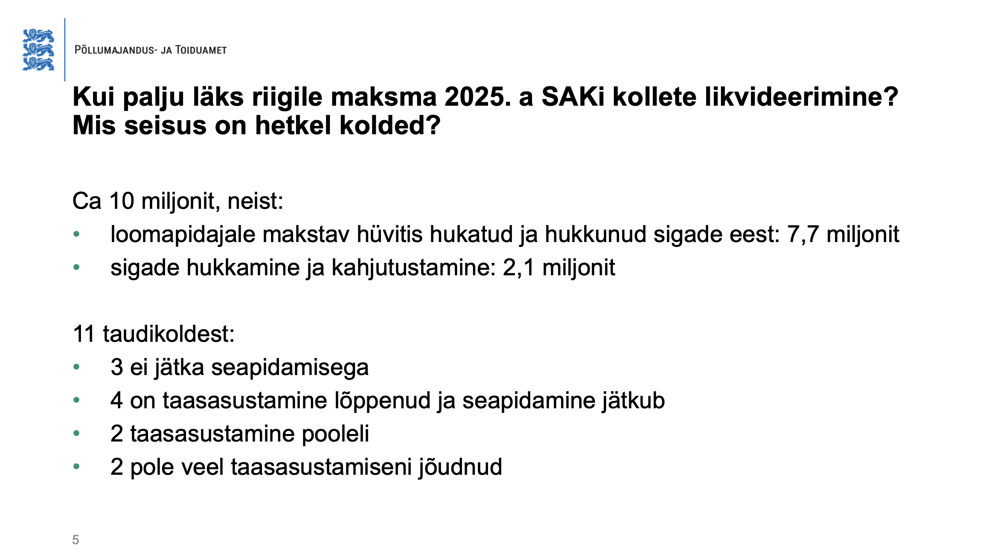 Põllumajandus- ja Toiduamet
Kui palju läks riigile maksma 2025. a SAKi kollete likvideerimine?
Mis seisus on hetkel kolded?
Ca 10 miljonit, neist:
• loomapidajale makstav hüvitis hukatud ja hukkunud sigade eest: 7,7 miljonit
• sigade hukkamine ja kahjutustamine: 2,1 miljonit
11 taudikoldest:
• 3 ei jätka seapidamisega
• 4 on taasasustamine lõppenud ja seapidamine jätkub
• 2 taasasustamine pooleli
• 2 pole veel taasasustamiseni jõudnud
5